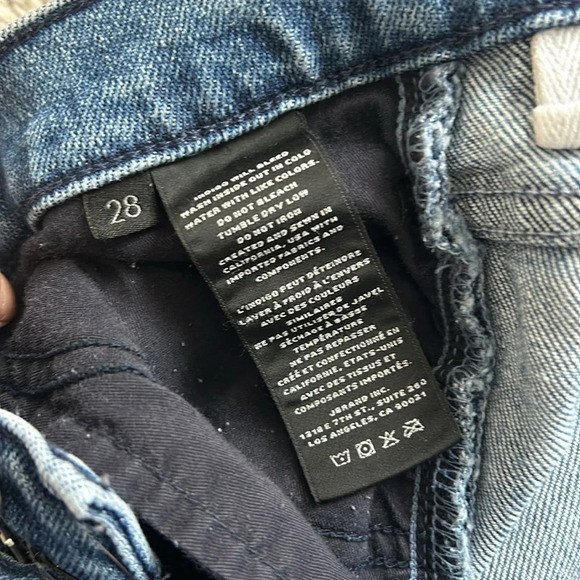 28
INDIGO WILL BLEED
WASH INSIDE OUT IN COLD
WATER WITH LIKE COLORS.
DO NOT BLEACH
TUMBLE DRY LOW
DO NOT IRON
CREATED AND SEWN IN
CALIFORNIA, USA WITH
IMPORTED FABRICS AND
COMPONENTS.
L'INDIGO PEUT DÉTEINDRE
LAVER À FROID À L'ENVERS
AVEC DES COULEURS
SIMILAIRES
NE PAS UTILISER DE JAVEL
SÉCHAGE À BASSE
TEMPÉRATURE
NE PAS REPASSER
CRÉÉ ET CONFECTIONNÉ EN
CALIFORNIE, ETATS-UNIS
AVEC DES TISSUS ET
COMPOSANTS IMPORTÉS.
JBRAND INC.
1318 E 7TH ST., SUITE 260
LOS ANGELES, CA 90021